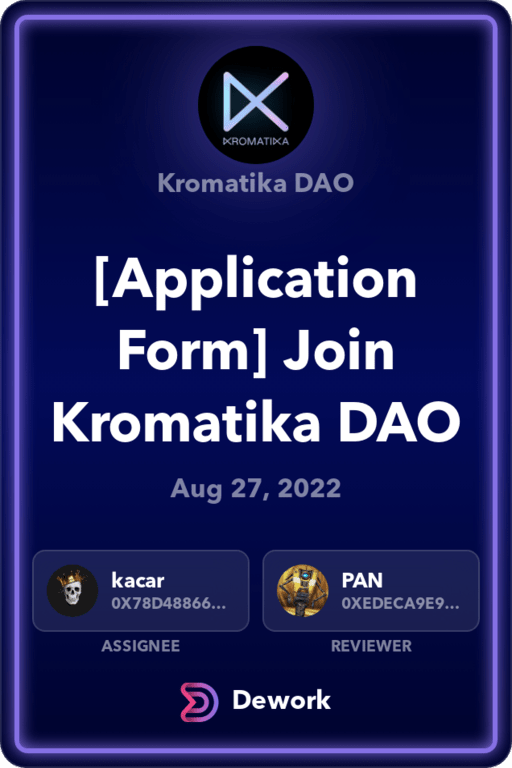 KROMATIKA
Kromatika DAO
[Application
Form] Join
Kromatika DAO
Aug 27, 2022
kacar
0X78D48866...
ASSIGNEE
PAN
0XEDECA9E9...
REVIEWER
Dework